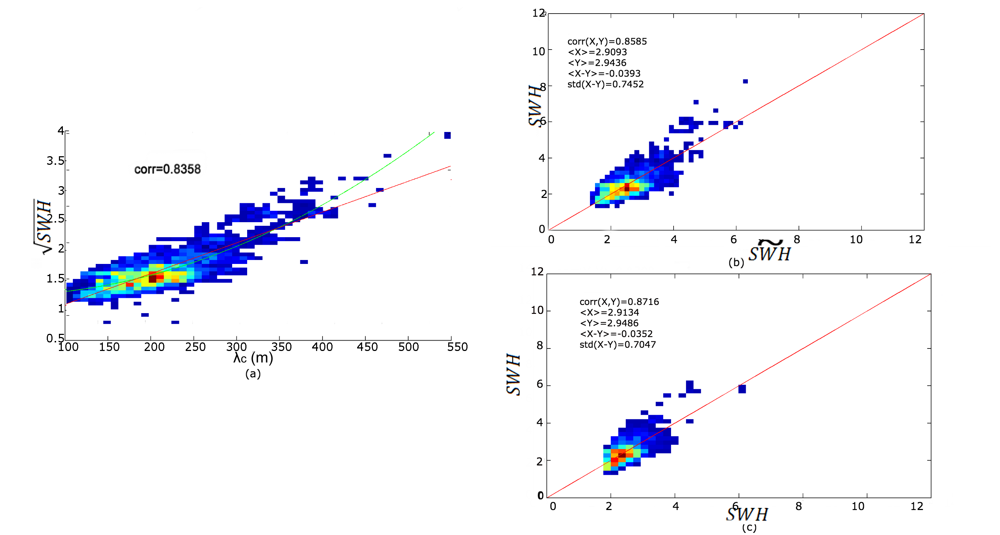 4
3.5
3
2.5
2
1.5
1
0.5
√SWH
corr=0.8358
100 150 200 250 300 350 400 450 500 550
λc (m)
(a)
12
12
10
8
6
4
2
0
SWH
corr(X,Y)=0.8585
<X>=2.9093
<Y>=2.9436
<X-Y>=-0.0393
std(X-Y)=0.7452
0 2 4 6 8 10 12
~
SWH
(b)
12
10
8
6
4
2
0
SWH
corr(X,Y)=0.8716
<X>=2.9134
<Y>=2.9486
<X-Y>=-0.0352
std(X-Y)=0.7047
0 2 4 6 8 10 12
SWH
(c)